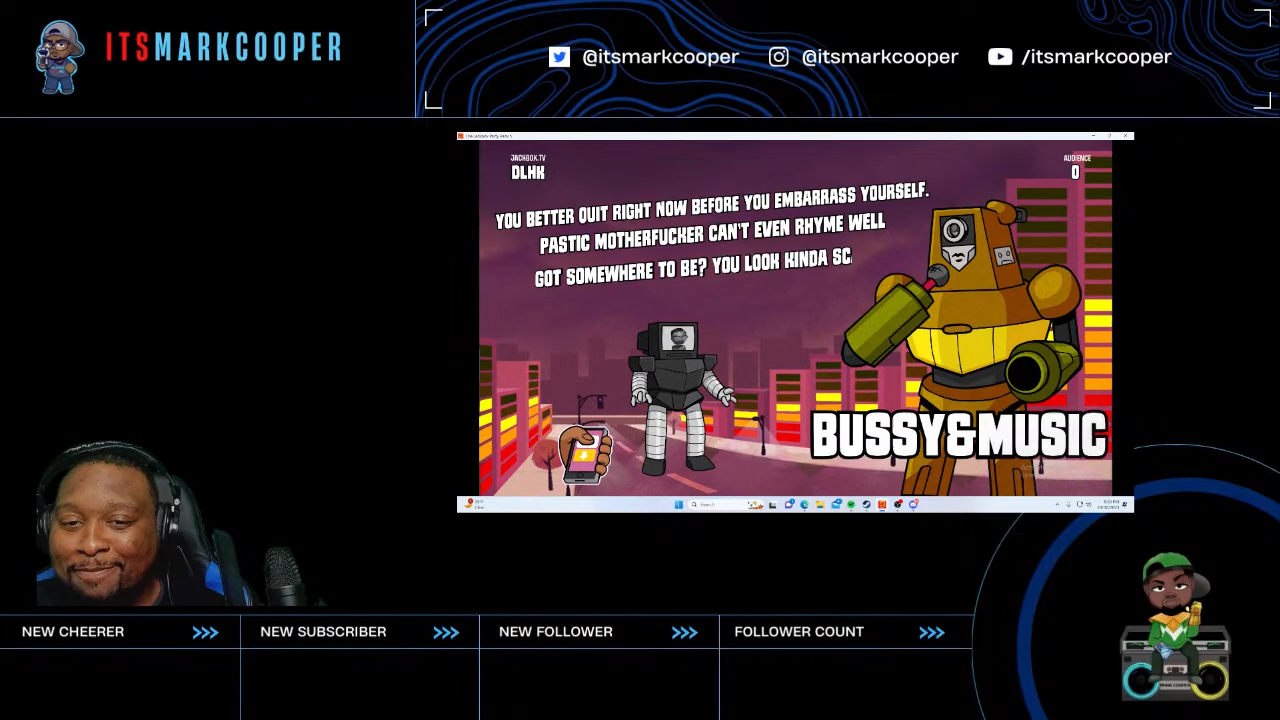 ITSMARKCOOPER
@itsmarkcooper
@itsmarkcooper
/itsmarkcooper
JACKBOX.TV
DLHK
AUDIENCE
0
YOU BETTER QUIT RIGHT NOW BEFORE YOU EMBARRASS YOURSELF.
PASTIC MOTHERFUCKER CAN'T EVEN RHYME WELL
GOT SOMEWHERE TO BE? YOU LOOK KINDA SC
BUSSY&MUSIC
Search
NEW CHEERER
NEW SUBSCRIBER
NEW FOLLOWER
FOLLOWER COUNT